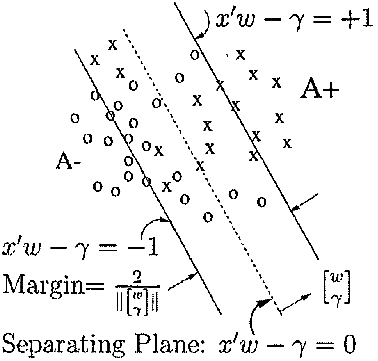 x′w − γ = +1
A+
A-
x′w − γ = −1
Margin= 2 / ‖[w γ]‖
[w γ]
Separating Plane: x′w − γ = 0